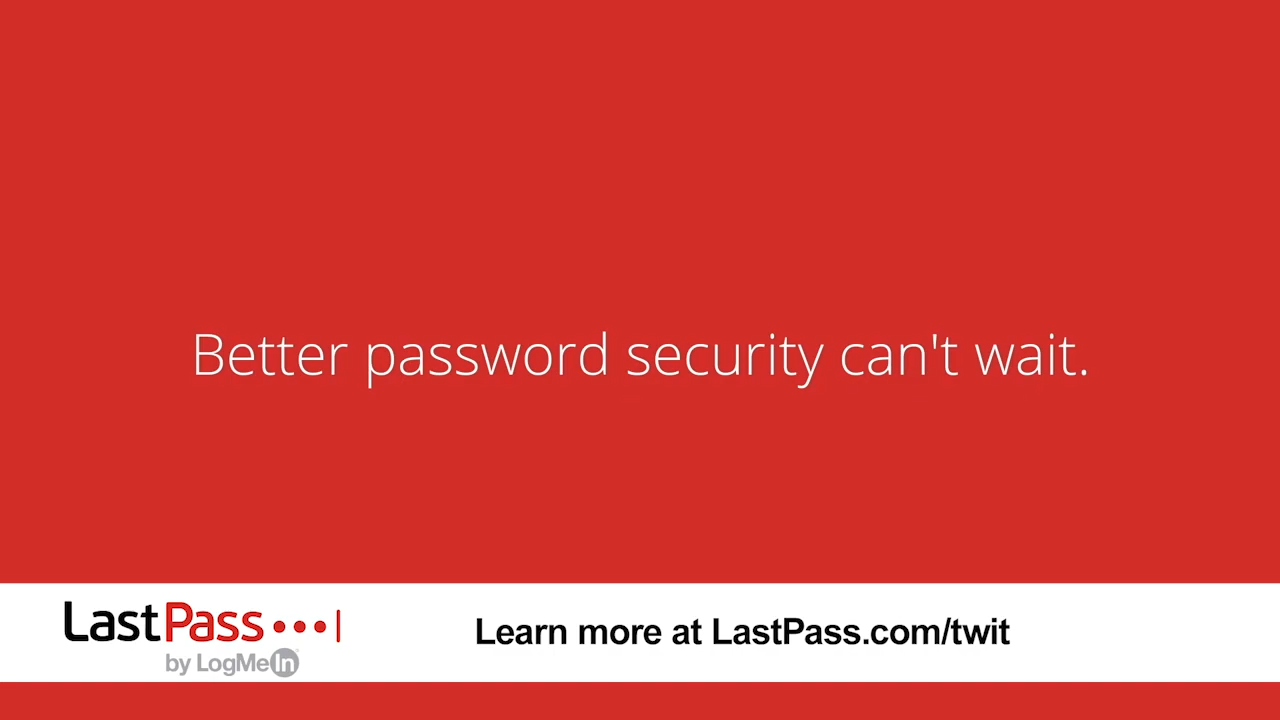 Better password security can't wait.
LastPass•••|
by LogMeIn
Learn more at LastPass.com/twit